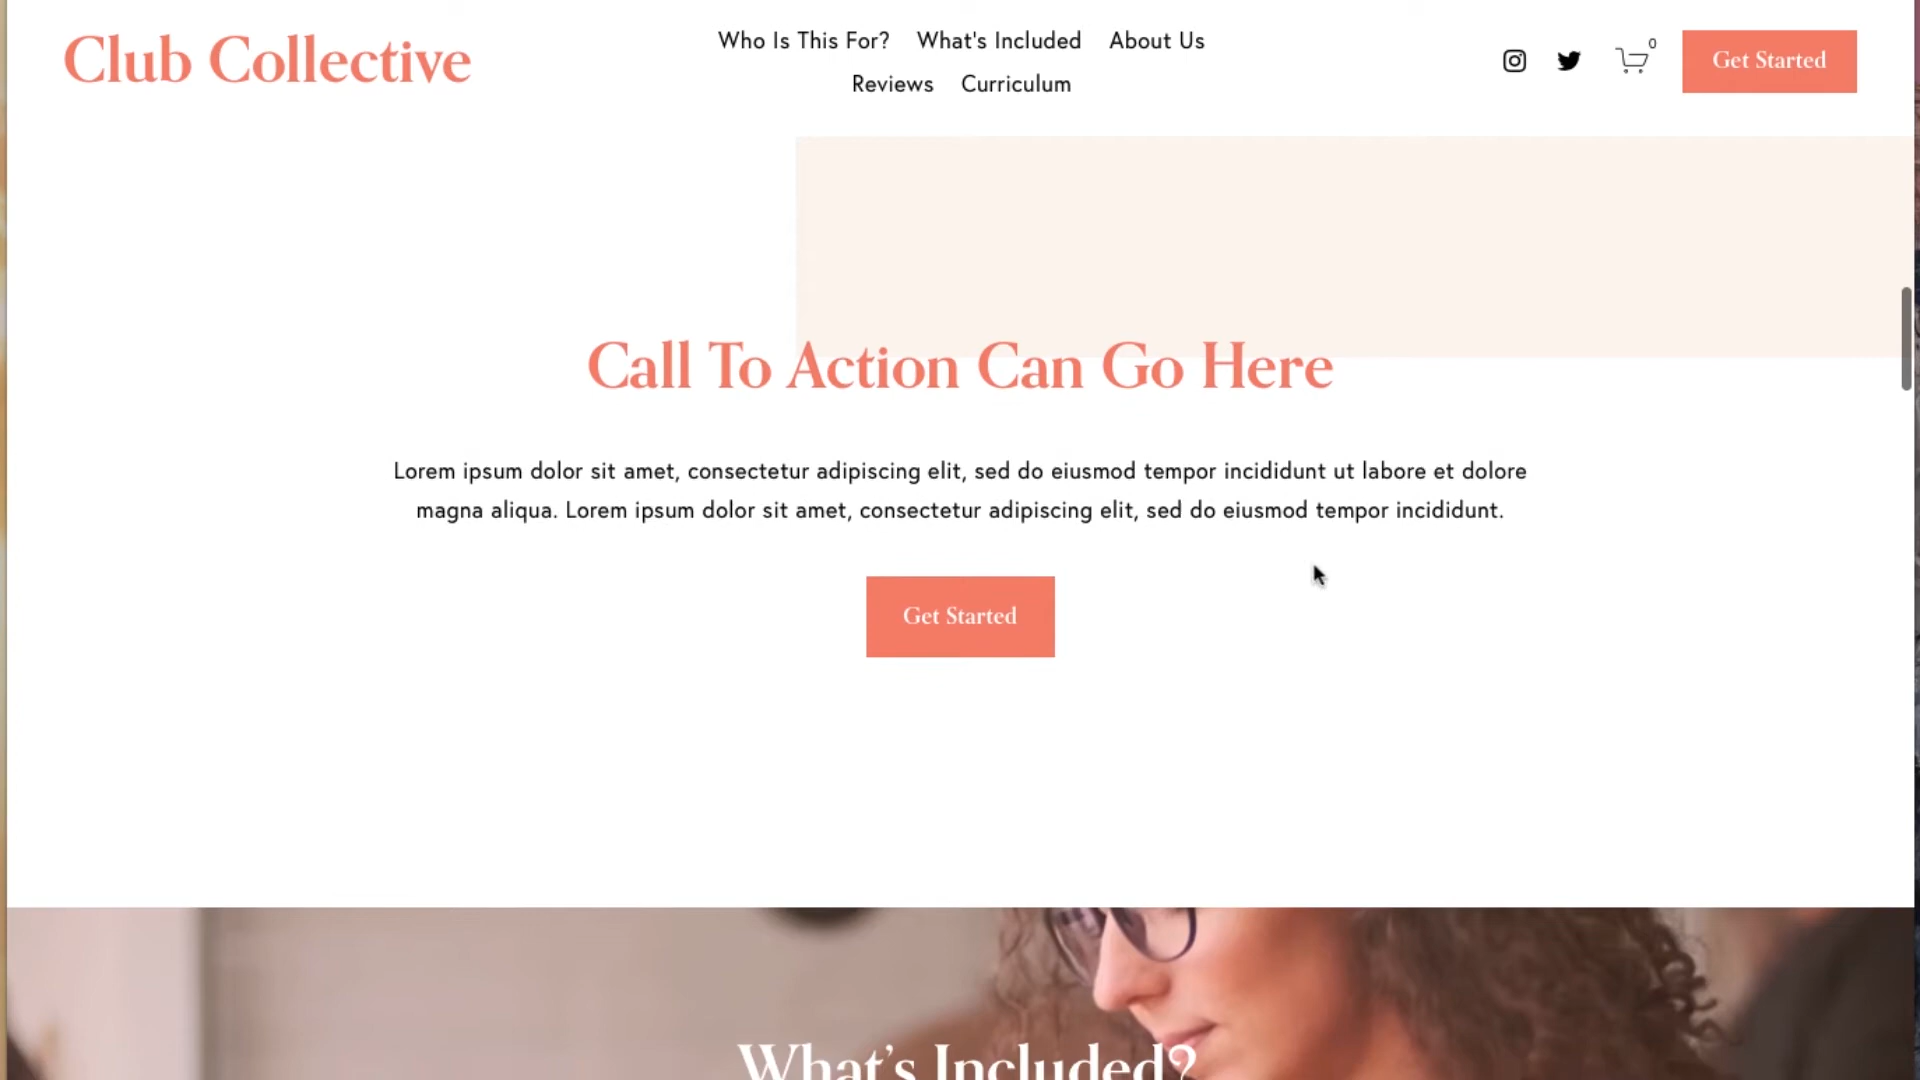 Club Collective
Who Is This For? What's Included About Us
Reviews Curriculum
0
Get Started
Call To Action Can Go Here
Lorem ipsum dolor sit amet, consectetur adipiscing elit, sed do eiusmod tempor incididunt ut labore et dolore
magna aliqua. Lorem ipsum dolor sit amet, consectetur adipiscing elit, sed do eiusmod tempor incididunt.
Get Started
What’s Included?